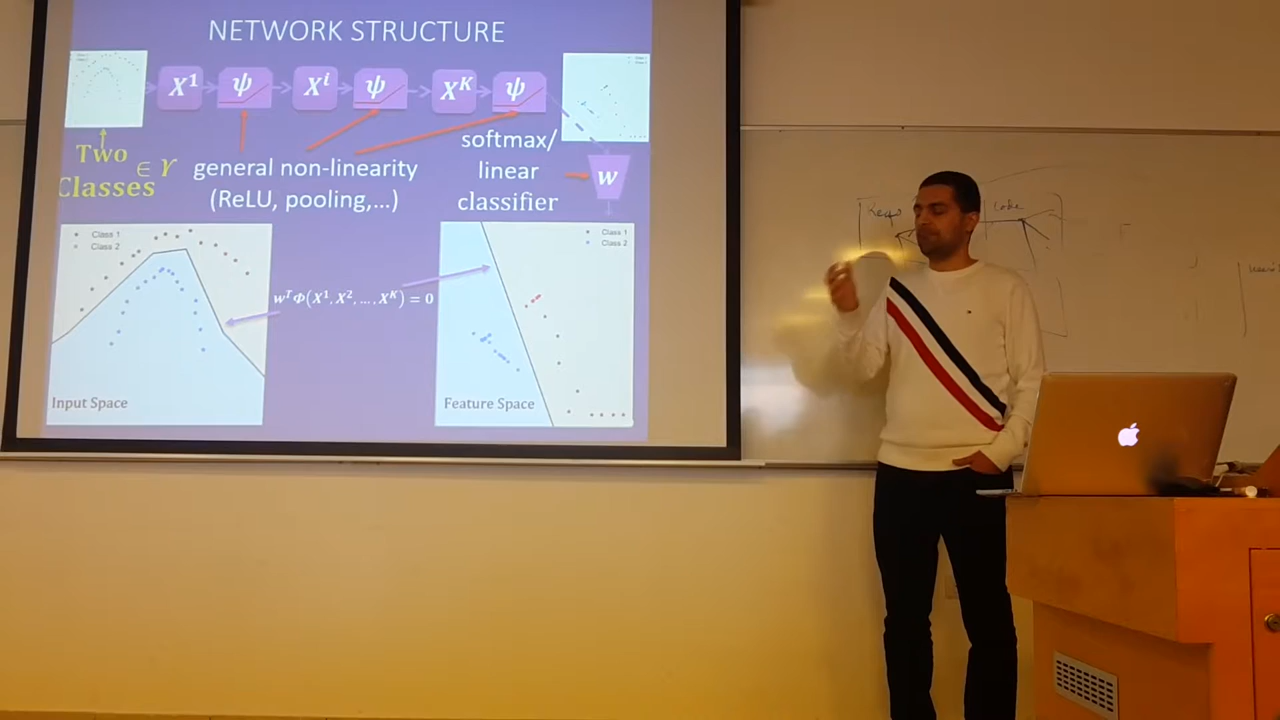 NETWORK STRUCTURE
X¹ ψ Xⁱ ψ Xᴷ ψ
Two Classes ∈ Υ
general non-linearity
(ReLU, pooling,...)
softmax/
linear
classifier
w
Class 1
Class 2
wᵀΦ(X¹, X², ..., Xᴷ) = 0
Input Space
Class 1
Class 2
Feature Space